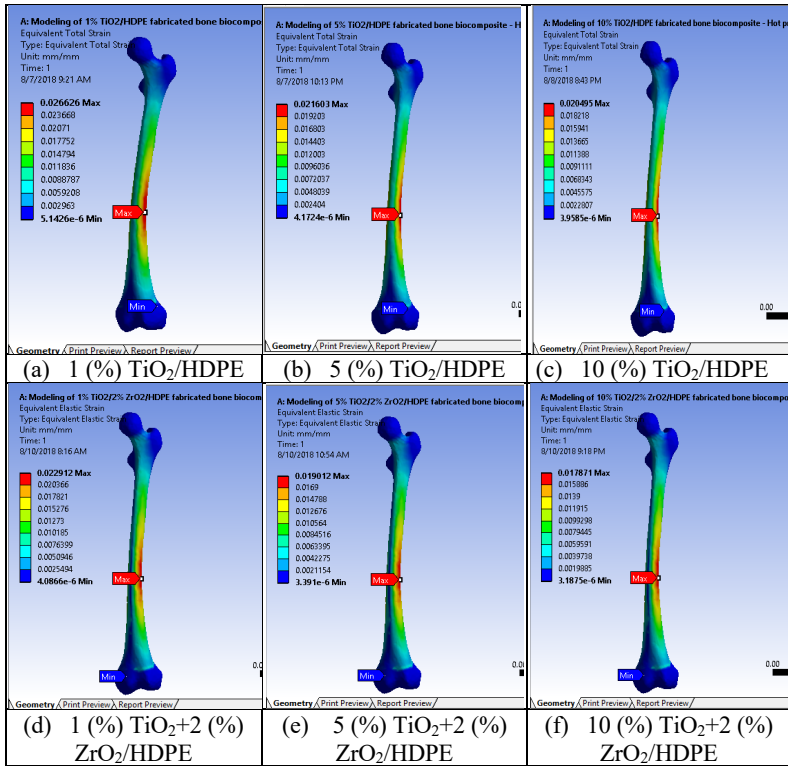 A: Modeling of 1% TiO2/HDPE fabricated bone biocompo
Equivalent Total Strain
Type: Equivalent Total Strain
Unit: mm/mm
Time: 1
8/7/2018 9:21 AM
0.026626 Max
0.023668
0.02071
0.017752
0.014794
0.011836
0.0088787
0.0059208
0.002963
5.1426e-6 Min
Max
Min
Geometry Print Preview Report Preview
(a) 1 (%) TiO₂/HDPE
A: Modeling of 5% TiO2/HDPE fabricated bone biocomposite - H
Equivalent Total Strain
Type: Equivalent Total Strain
Unit: mm/mm
Time: 1
8/7/2018 10:13 PM
0.021603 Max
0.019203
0.016803
0.014403
0.012003
0.0096036
0.0072037
0.0048039
0.002404
4.1724e-6 Min
Max
Min
0.0
Geometry Print Preview Report Preview
(b) 5 (%) TiO₂/HDPE
A: Modeling of 10% TiO2/HDPE fabricated bone biocomposite - Hot p
Equivalent Total Strain
Type: Equivalent Total Strain
Unit: mm/mm
Time: 1
8/8/2018 8:43 PM
0.020495 Max
0.018218
0.015941
0.013665
0.011388
0.0091111
0.0068343
0.0045575
0.0022807
3.9585e-6 Min
Max
Min
0.00
Geometry Print Preview Report Preview
(c) 10 (%) TiO₂/HDPE
A: Modeling of 1% TiO2/2% ZrO2/HDPE fabricated bone biocom
Equivalent Elastic Strain
Type: Equivalent Elastic Strai
Unit: mm/mm
Time: 1
8/10/2018 8:16 AM
0.022912 Max
0.020366
0.017821
0.015276
0.01273
0.010185
0.0076399
0.0050946
0.0025494
4.0866e-6 Min
Max
Min
0.0
Geometry Print Preview Report Preview
(d) 1 (%) TiO₂+2 (%)
ZrO₂/HDPE
A: Modeling of 5% TiO2/2% ZrO2/HDPE fabricated bone biocomp
Equivalent Elastic Strain
Type: Equivalent Elastic Stra
Unit: mm/mm
Time: 1
8/10/2018 10:54 AM
0.019012 Max
0.0169
0.014788
0.012676
0.010564
0.0084516
0.0063395
0.0042275
0.0021154
3.391e-6 Min
Max
Min
0.0
Geometry Print Preview Report Preview
(e) 5 (%) TiO₂+2 (%)
ZrO₂/HDPE
A: Modeling of 10% TiO2/2% ZrO2/HDPE fabricated bone biocomp
Equivalent Elastic Strain
Type: Equivalent Elastic Strai
Unit: mm/mm
Time: 1
8/10/2018 9:18 PM
0.017871 Max
0.015886
0.0139
0.011915
0.0099298
0.0079445
0.0059591
0.0039738
0.0019885
3.1875e-6 Min
Max
Min
0.00
Geometry Print Preview Report Preview
(f) 10 (%) TiO₂+2 (%)
ZrO₂/HDPE